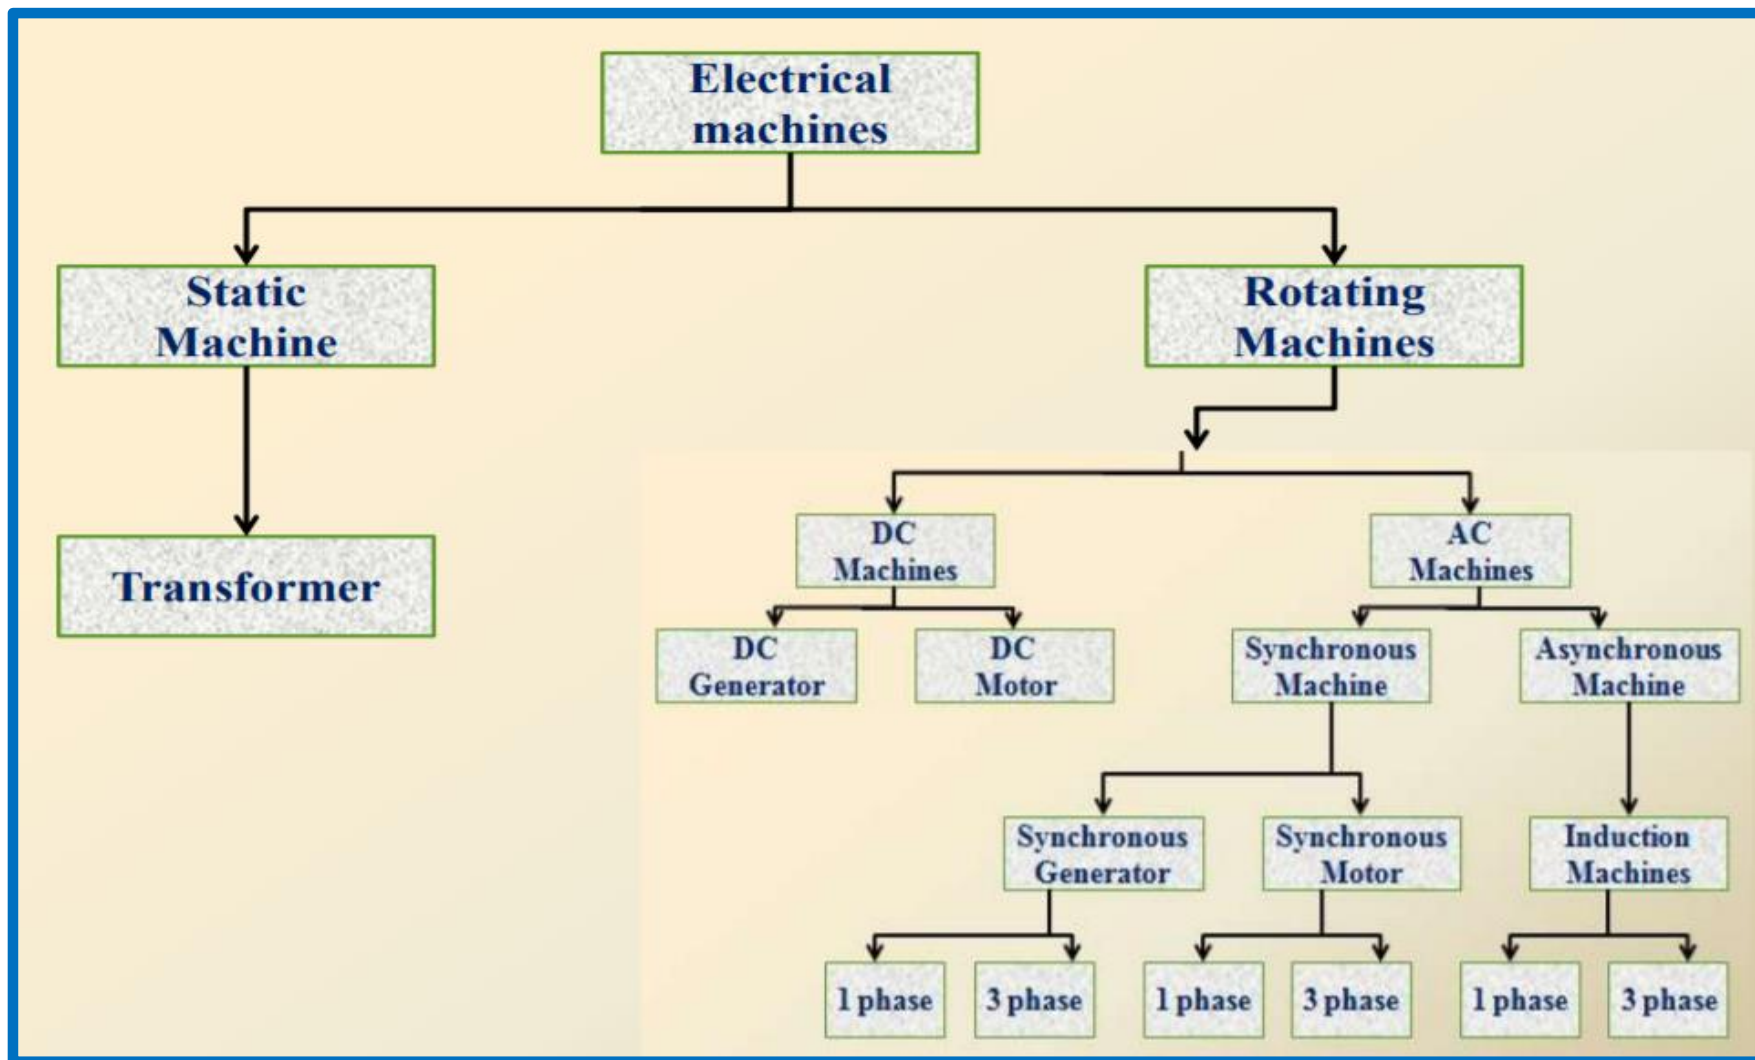 Electrical
machines
Static
Machine
Rotating
Machines
Transformer
DC
Machines
AC
Machines
DC
Generator
DC
Motor
Synchronous
Machine
Asynchronous
Machine
Synchronous
Generator
Synchronous
Motor
Induction
Machines
1 phase
3 phase
1 phase
3 phase
1 phase
3 phase